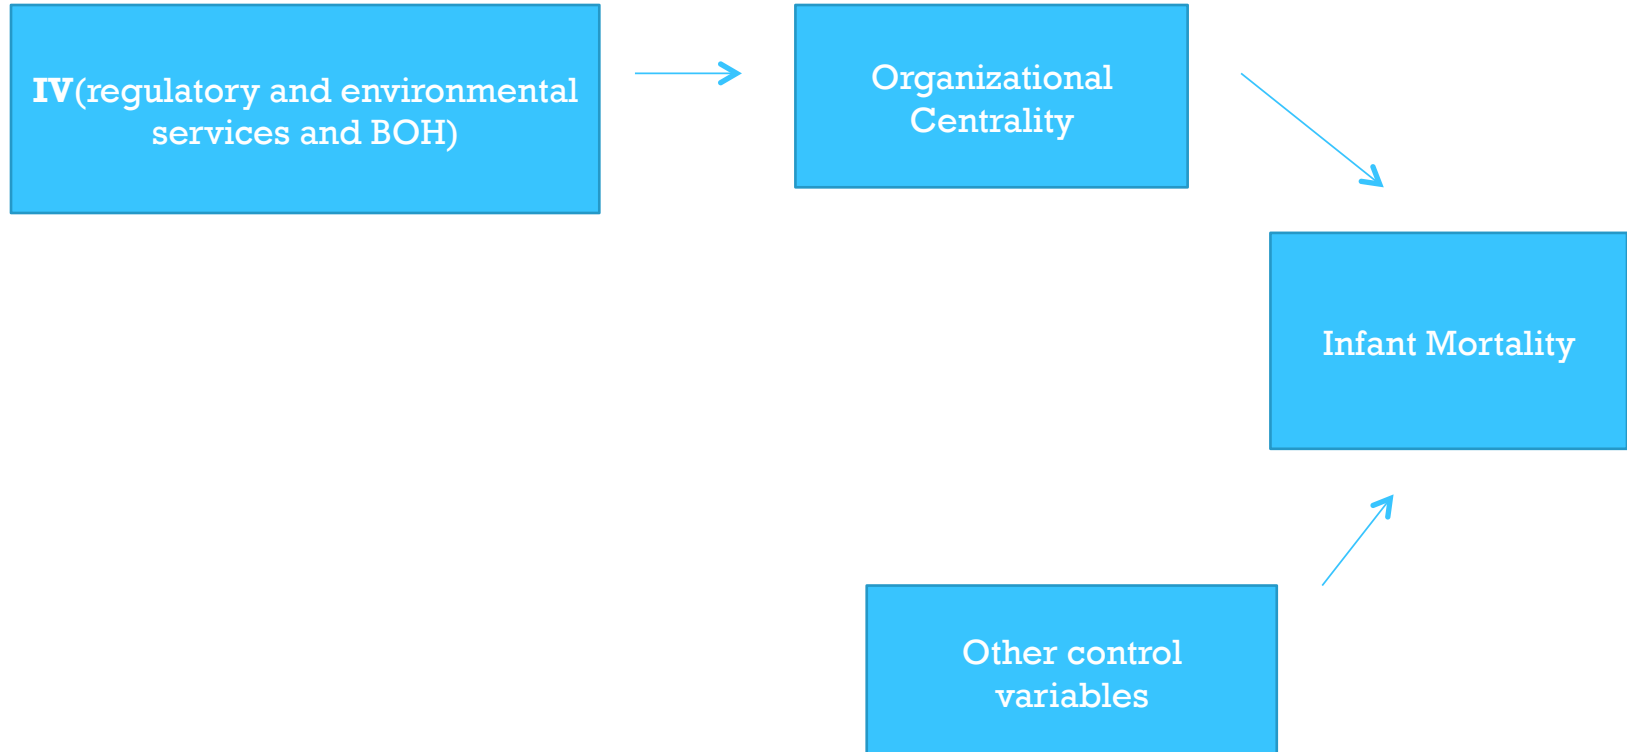 IV(regulatory and environmental
services and BOH)
Organizational
Centrality
Infant Mortality
Other control
variables